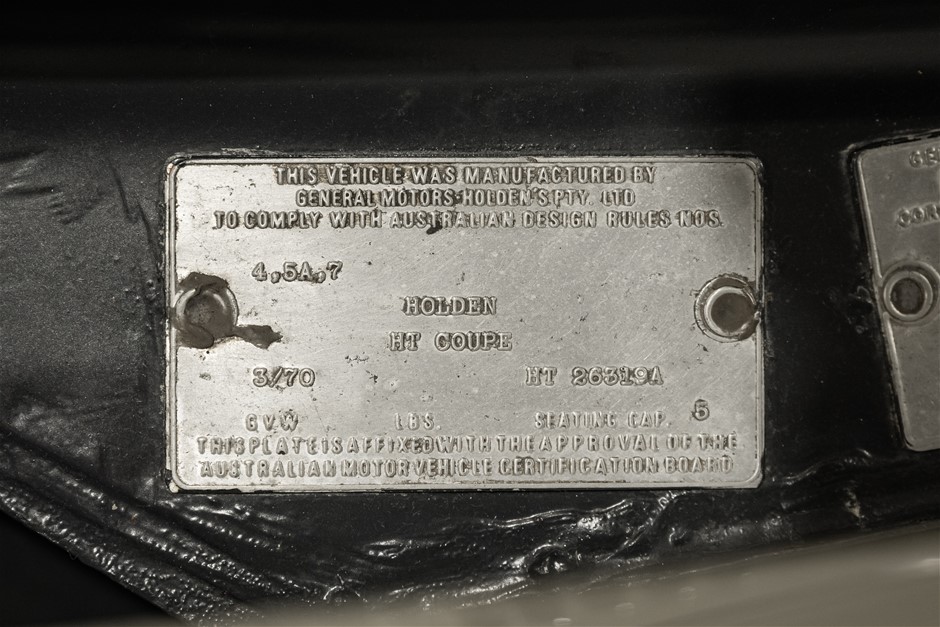 THIS VEHICLE WAS MANUFACTURED BY
GENERAL MOTORS-HOLDEN'S PTY. LTD
TO COMPLY WITH AUSTRALIAN DESIGN RULES NOS.
4,5A,7
HOLDEN
HT COUPE
3/70 HT 26319A
G V W LBS. SEATING CAP. 5
THIS PLATE IS AFFIXED WITH THE APPROVAL OF THE
AUSTRALIAN MOTOR VEHICLE CERTIFICATION BOARD